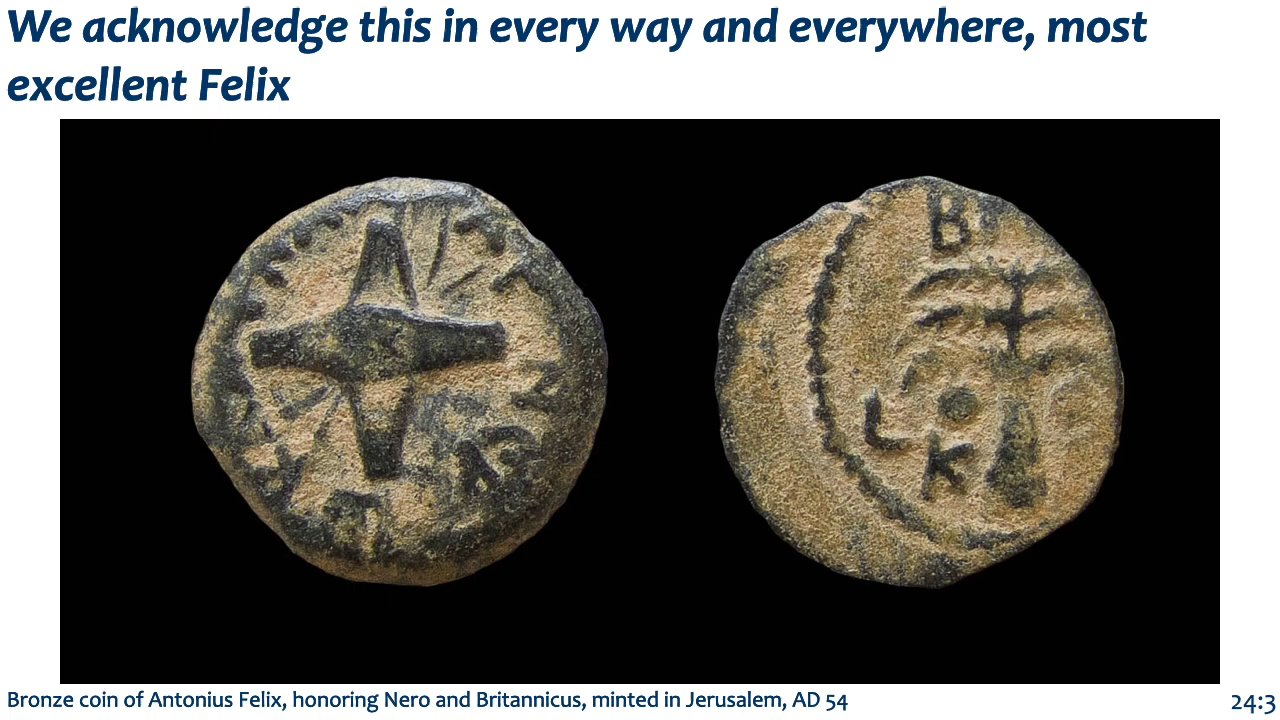 We acknowledge this in every way and everywhere, most
excellent Felix
B
L
K
Bronze coin of Antonius Felix, honoring Nero and Britannicus, minted in Jerusalem, AD 54
24:3